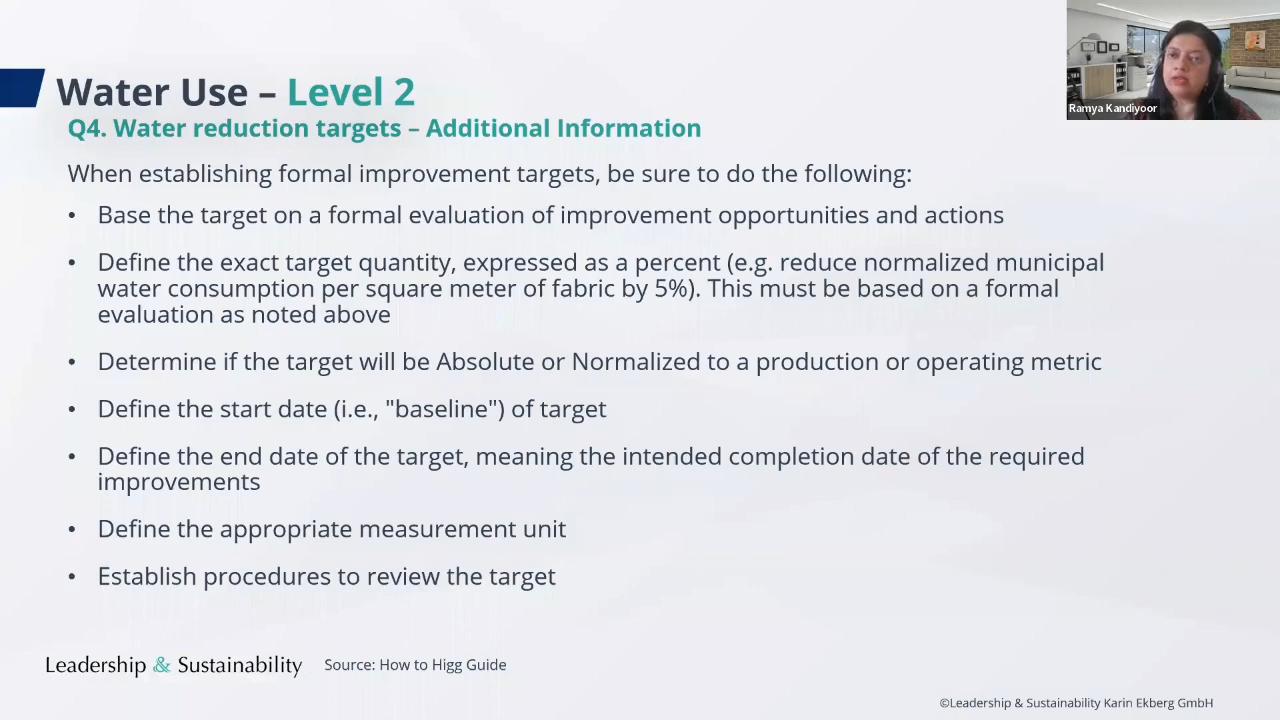 Ramya Kandiyoor
Water Use – Level 2
Q4. Water reduction targets – Additional Information
When establishing formal improvement targets, be sure to do the following:
• Base the target on a formal evaluation of improvement opportunities and actions
• Define the exact target quantity, expressed as a percent (e.g. reduce normalized municipal
water consumption per square meter of fabric by 5%). This must be based on a formal
evaluation as noted above
• Determine if the target will be Absolute or Normalized to a production or operating metric
• Define the start date (i.e., "baseline") of target
• Define the end date of the target, meaning the intended completion date of the required
improvements
• Define the appropriate measurement unit
• Establish procedures to review the target
Leadership & Sustainability
Source: How to Higg Guide
©Leadership & Sustainability Karin Ekberg GmbH